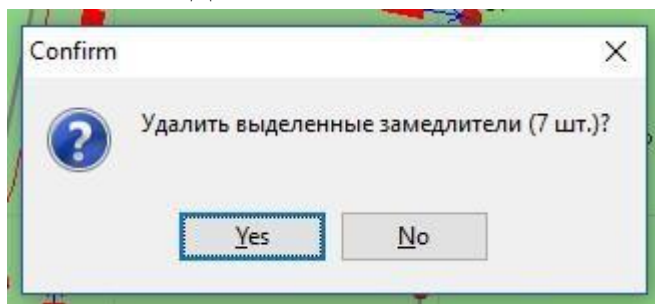 Confirm
Удалить выделенные замедлители (7 шт.)?
Yes
No